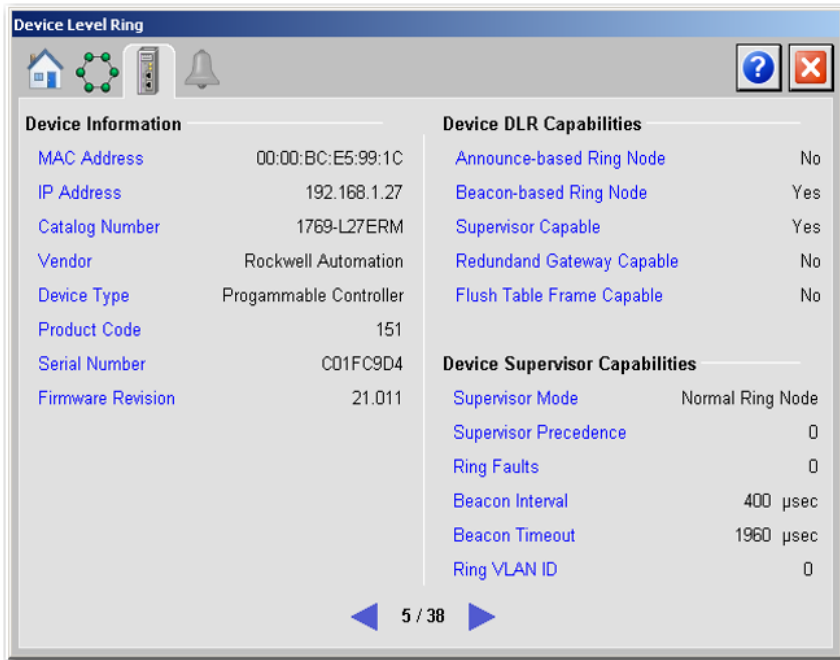 Device Level Ring
Device Information
MAC Address 00:00:BC:E5:99:1C
IP Address 192.168.1.27
Catalog Number 1769-L27ERM
Vendor Rockwell Automation
Device Type Progammable Controller
Product Code 151
Serial Number C01FC9D4
Firmware Revision 21.011
Device DLR Capabilities
Announce-based Ring Node No
Beacon-based Ring Node Yes
Supervisor Capable Yes
Redundand Gateway Capable No
Flush Table Frame Capable No
Device Supervisor Capabilities
Supervisor Mode Normal Ring Node
Supervisor Precedence 0
Ring Faults 0
Beacon Interval 400 µsec
Beacon Timeout 1960 µsec
Ring VLAN ID 0
5 / 38